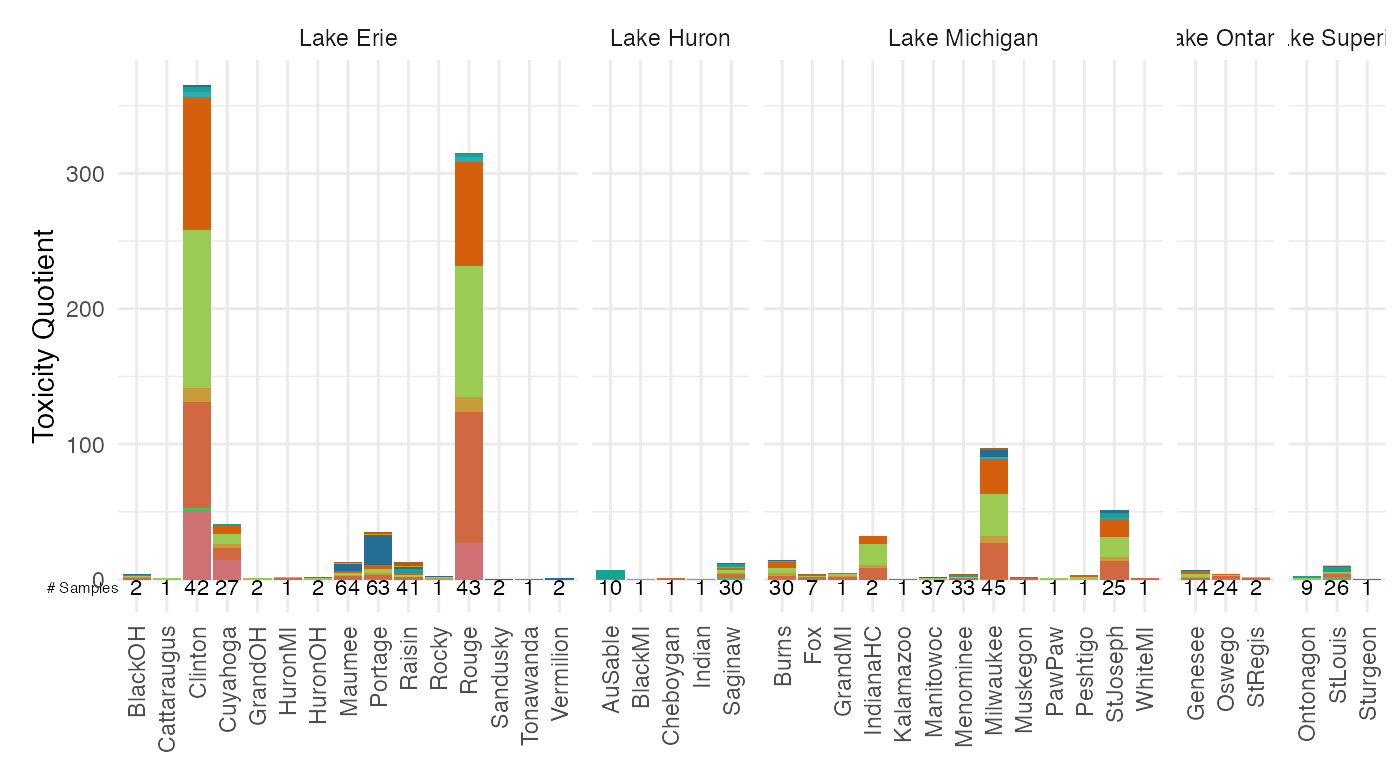 Lake Erie
Lake Huron
Lake Michigan
ake Ontar
ke Superi
Toxicity Quotient
300
200
100
0
# Samples 2 1 42 27 2 1 2 64 63 41 1 43 2 1 2 10 1 1 1 30 30 7 1 2 1 37 33 45 1 1 1 25 1 14 24 2 9 26 1
BlackOH
Cattaraugus
Clinton
Cuyahoga
GrandOH
HuronMI
HuronOH
Maumee
Portage
Raisin
Rocky
Rouge
Sandusky
Tonawanda
Vermilion
AuSable
BlackMI
Cheboygan
Indian
Saginaw
Burns
Fox
GrandMI
IndianaHC
Kalamazoo
Manitowoc
Menominee
Milwaukee
Muskegon
PawPaw
Peshtigo
StJoseph
WhiteMI
Genesee
Oswego
StRegis
Ontonagon
StLouis
Sturgeon